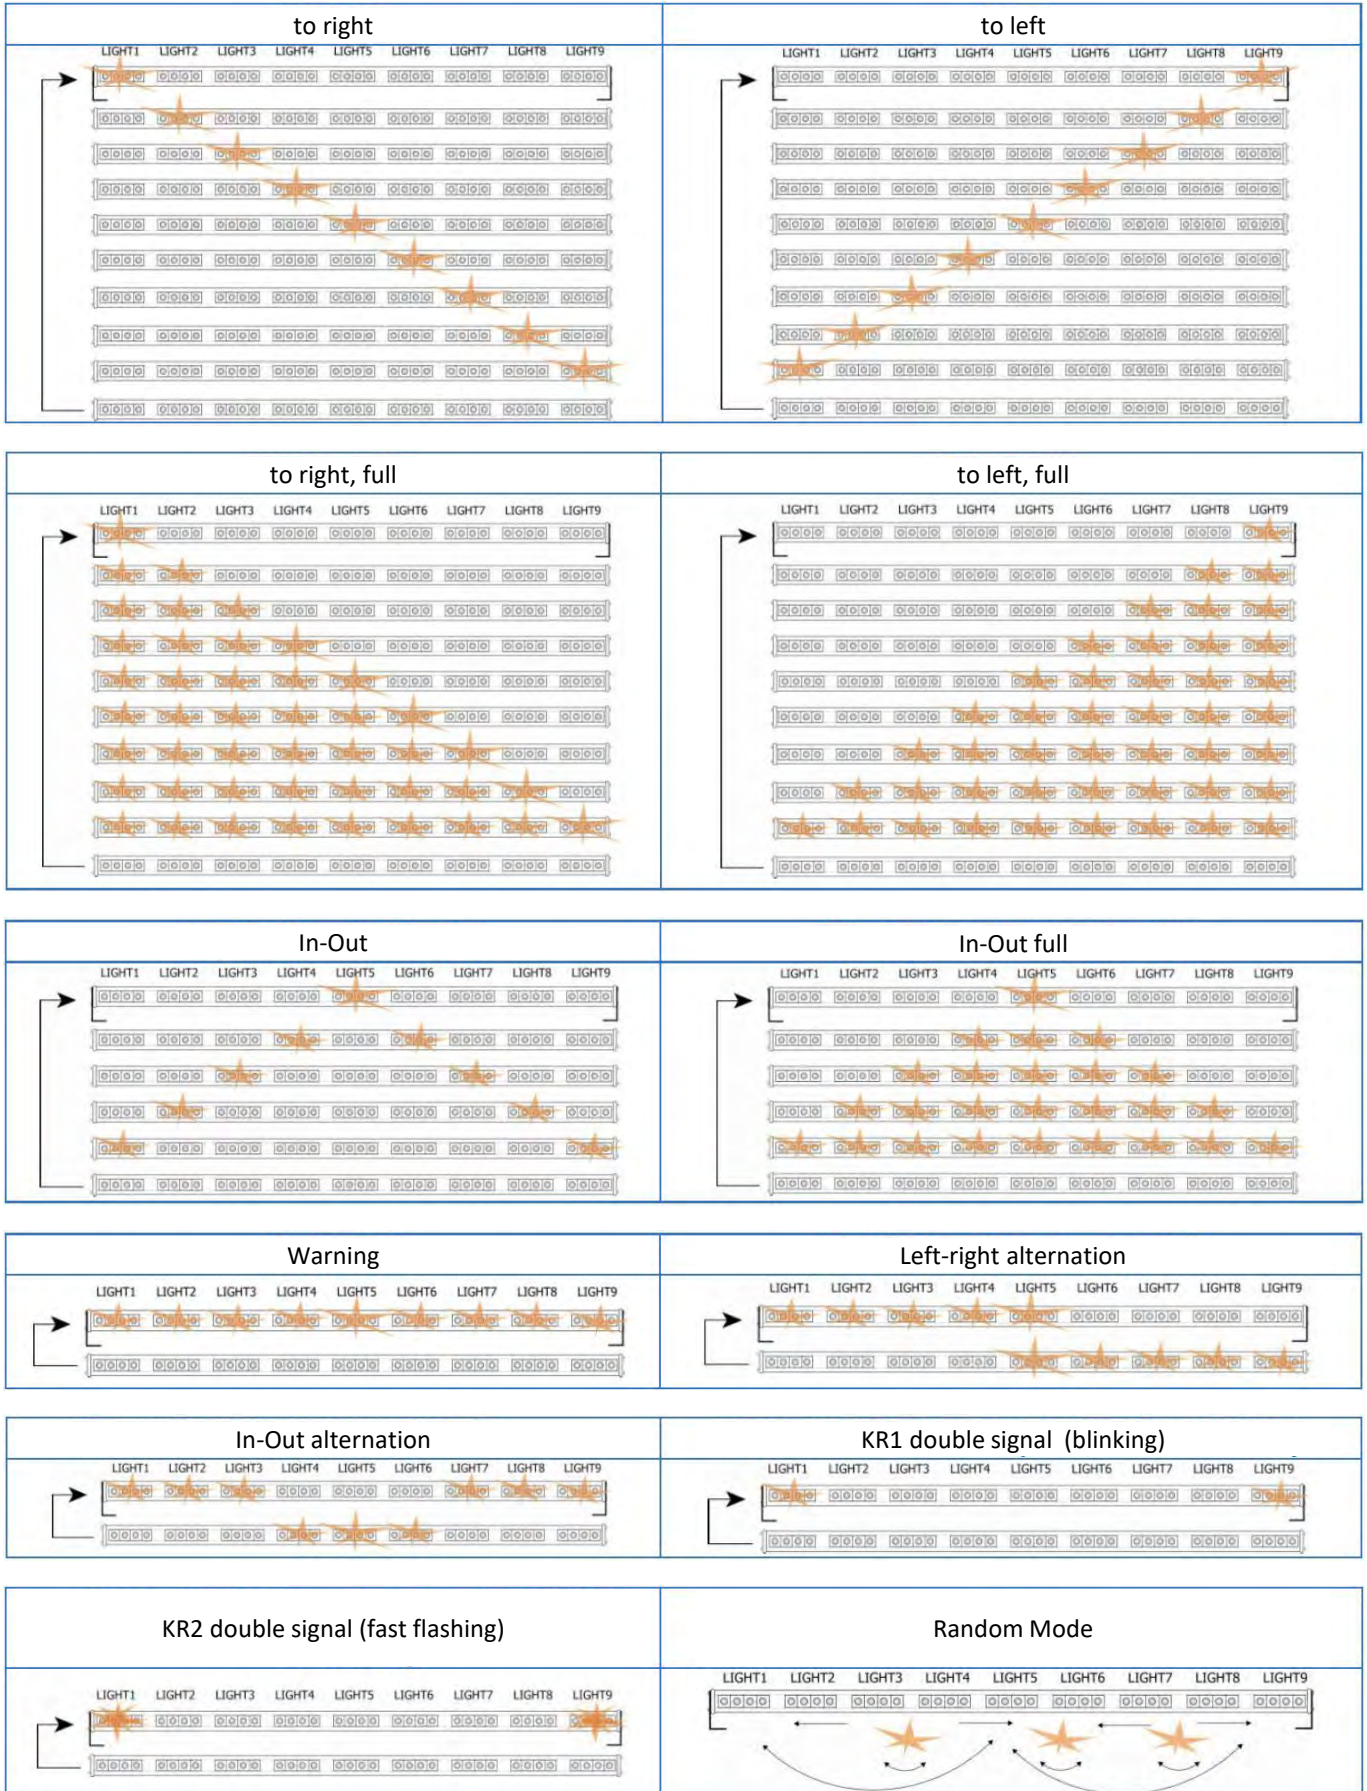 to right
to left
LIGHT1 LIGHT2 LIGHT3 LIGHT4 LIGHT5 LIGHT6 LIGHT7 LIGHT8 LIGHT9
LIGHT1 LIGHT2 LIGHT3 LIGHT4 LIGHT5 LIGHT6 LIGHT7 LIGHT8 LIGHT9
to right, full
to left, full
LIGHT1 LIGHT2 LIGHT3 LIGHT4 LIGHT5 LIGHT6 LIGHT7 LIGHT8 LIGHT9
LIGHT1 LIGHT2 LIGHT3 LIGHT4 LIGHT5 LIGHT6 LIGHT7 LIGHT8 LIGHT9
In-Out
In-Out full
LIGHT1 LIGHT2 LIGHT3 LIGHT4 LIGHT5 LIGHT6 LIGHT7 LIGHT8 LIGHT9
LIGHT1 LIGHT2 LIGHT3 LIGHT4 LIGHT5 LIGHT6 LIGHT7 LIGHT8 LIGHT9
Warning
Left-right alternation
LIGHT1 LIGHT2 LIGHT3 LIGHT4 LIGHT5 LIGHT6 LIGHT7 LIGHT8 LIGHT9
LIGHT1 LIGHT2 LIGHT3 LIGHT4 LIGHT5 LIGHT6 LIGHT7 LIGHT8 LIGHT9
In-Out alternation
KR1 double signal (blinking)
LIGHT1 LIGHT2 LIGHT3 LIGHT4 LIGHT5 LIGHT6 LIGHT7 LIGHT8 LIGHT9
LIGHT1 LIGHT2 LIGHT3 LIGHT4 LIGHT5 LIGHT6 LIGHT7 LIGHT8 LIGHT9
KR2 double signal (fast flashing)
Random Mode
LIGHT1 LIGHT2 LIGHT3 LIGHT4 LIGHT5 LIGHT6 LIGHT7 LIGHT8 LIGHT9
LIGHT1 LIGHT2 LIGHT3 LIGHT4 LIGHT5 LIGHT6 LIGHT7 LIGHT8 LIGHT9